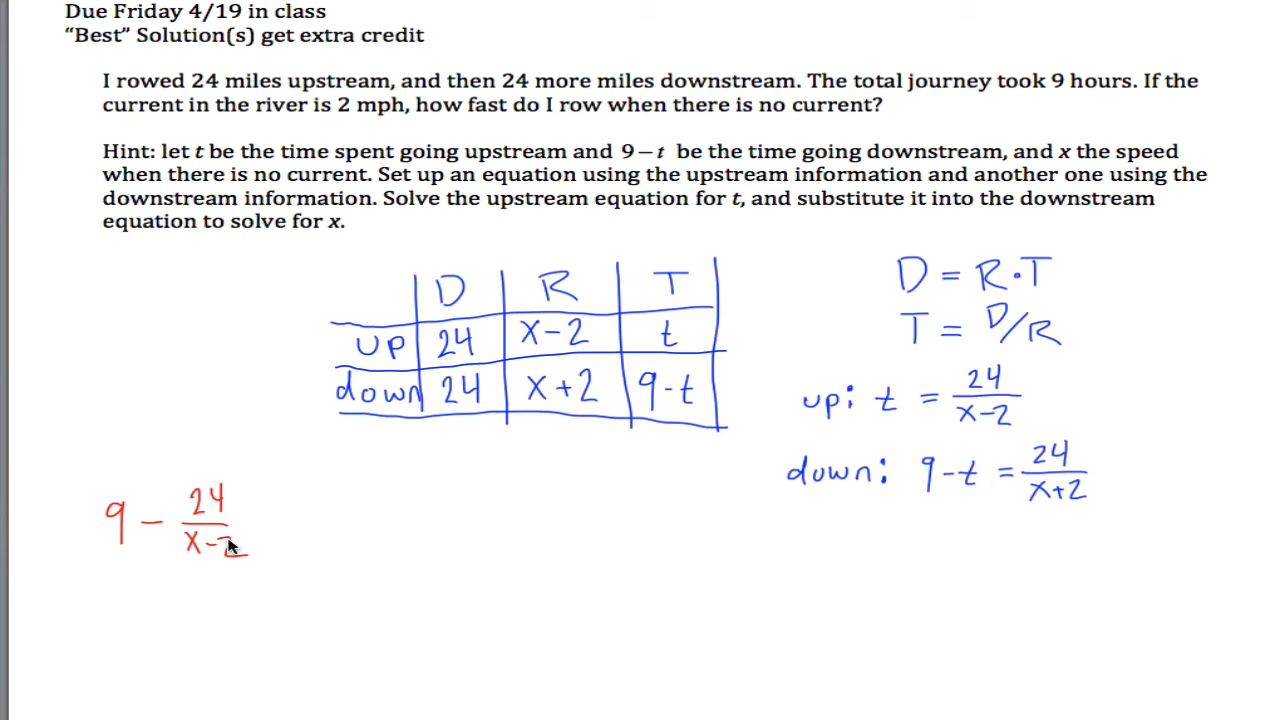 Due Friday 4/19 in class
“Best” Solution(s) get extra credit
I rowed 24 miles upstream, and then 24 more miles downstream. The total journey took 9 hours. If the
current in the river is 2 mph, how fast do I row when there is no current?
Hint: let t be the time spent going upstream and 9−t be the time going downstream, and x the speed
when there is no current. Set up an equation using the upstream information and another one using the
downstream information. Solve the upstream equation for t, and substitute it into the downstream
equation to solve for x.
D R T
up 24 x−2 t
down 24 x+2 9-t
D = R·T
T = D/R
up: t = 24/x−2
down: 9-t = 24/x+2
9 − 24/x−2